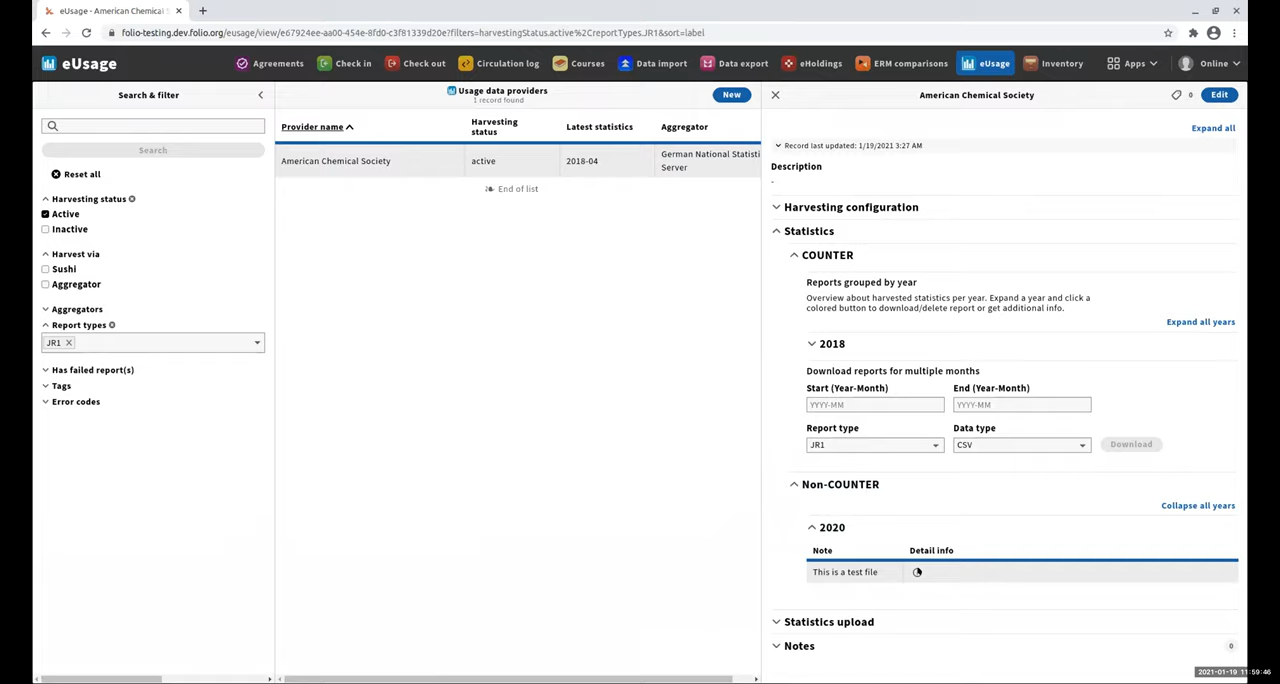 eUsage - American Chemical S
folio-testing.dev.folio.org/eusage/view/e67924ee-aa00-454e-8fd0-c3f81339d20e?filters=harvestingStatus.active%2CreportTypes.JR1&sort=label
eUsage
Agreements
Check in
Check out
Circulation log
Courses
Data import
Data export
eHoldings
ERM comparisons
eUsage
Inventory
Apps
Online
Search & filter
Search
Reset all
Harvesting status
Active
Inactive
Harvest via
Sushi
Aggregator
Aggregators
Report types
JR1
Has failed report(s)
Tags
Error codes
Usage data providers
1 record found
New
Provider name
Harvesting status
Latest statistics
Aggregator
American Chemical Society
active
2018-04
German National Statisti
Server
End of list
American Chemical Society
0
Edit
Expand all
Record last updated: 1/19/2021 3:27 AM
Description
-
Harvesting configuration
Statistics
COUNTER
Reports grouped by year
Overview about harvested statistics per year. Expand a year and click a
colored button to download/delete report or get additional info.
Expand all years
2018
Download reports for multiple months
Start (Year-Month)
End (Year-Month)
YYYY-MM
YYYY-MM
Report type
Data type
JR1
CSV
Download
Non-COUNTER
Collapse all years
2020
Note
Detail info
This is a test file
Statistics upload
Notes
0
2021-01-19 11:59:46